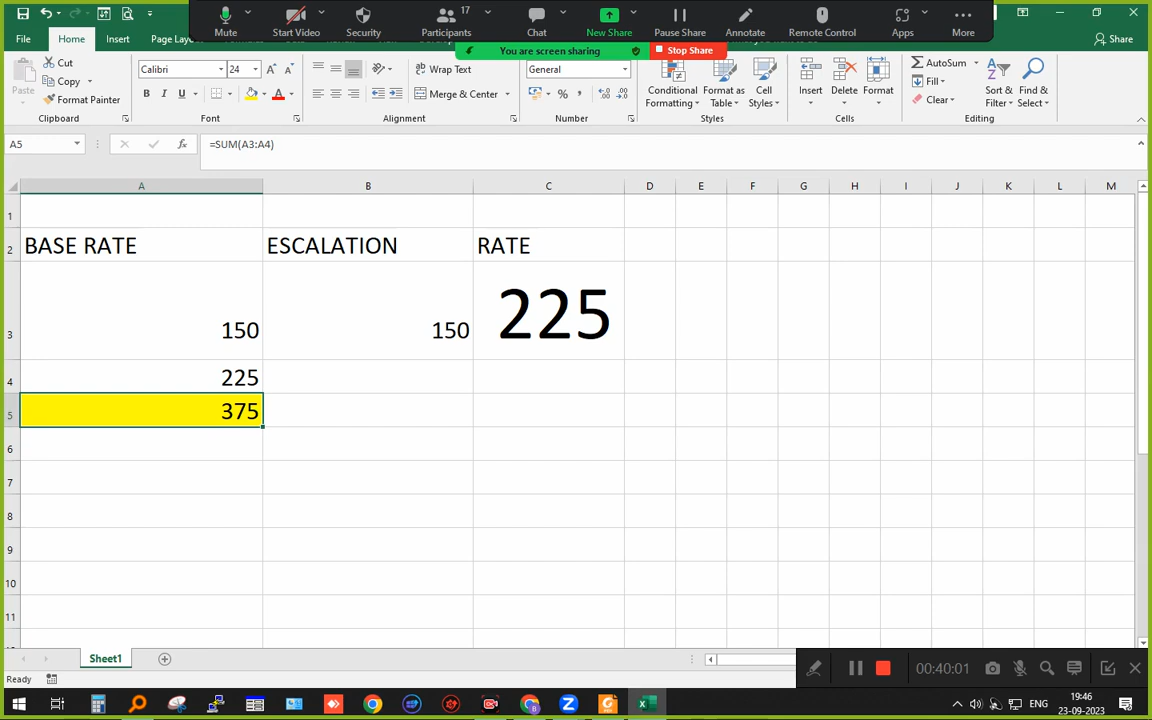 17
Mute
Start Video
Security
Participants
Chat
New Share
Pause Share
Annotate
Remote Control
Apps
More
You are screen sharing
Stop Share
File
Home
Insert
Share
Cut
Copy
Format Painter
Paste
Clipboard
Calibri
24
B I U
Font
Wrap Text
Merge & Center
Alignment
General
%
Number
Conditional Formatting
Format as Table
Cell Styles
Styles
Insert
Delete
Format
Cells
AutoSum
Fill
Clear
Sort & Filter
Find & Select
Editing
A5
fx
=SUM(A3:A4)
A B C D E F G H I J K L M
1
2 BASE RATE ESCALATION RATE
3 150 150 225
4 225
5 375
6
7
8
9
10
11
Sheet1
Ready
00:40:01
ENG
19:46
23-09-2023